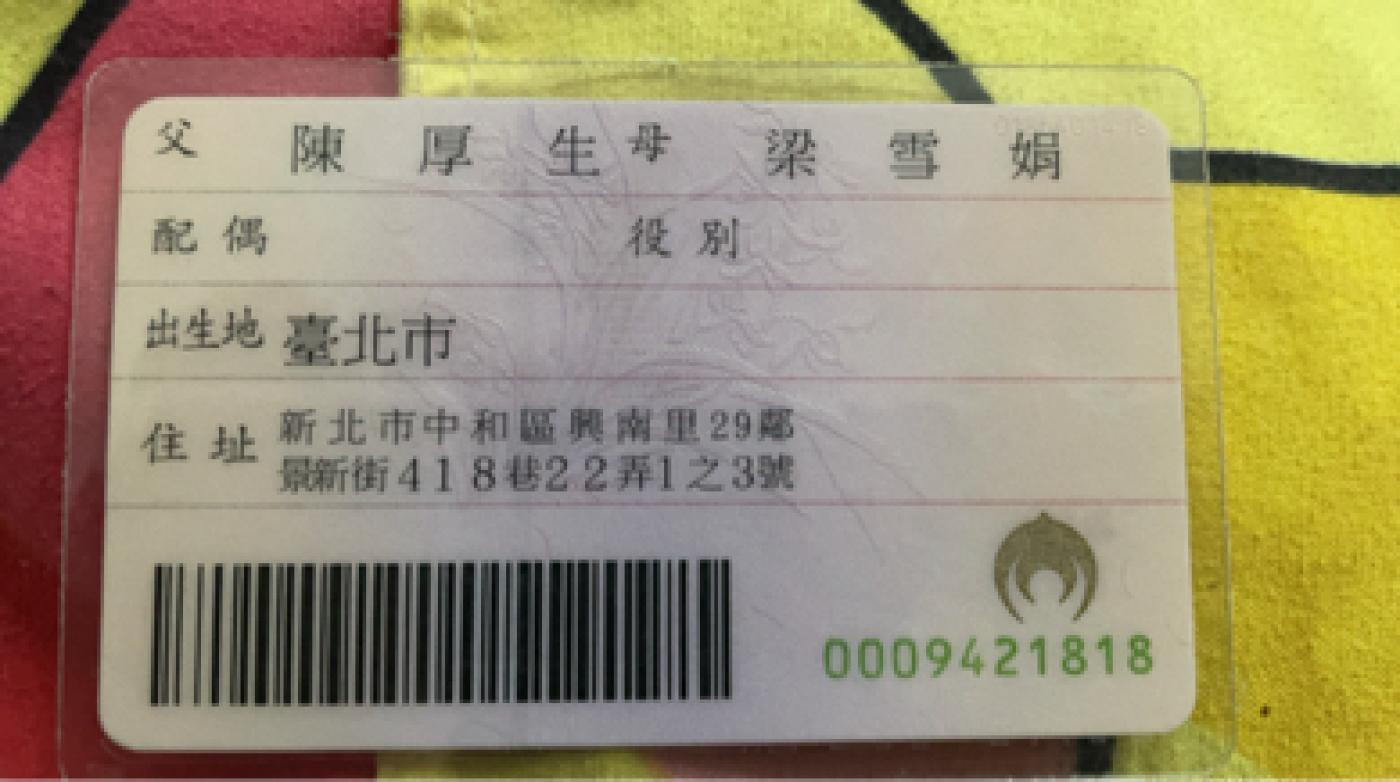 父 陳厚生 母 梁雪娟
配偶 役別
出生地 臺北市
住址 新北市中和區興南里29鄰
景新街418巷22弄1之3號
0009421818